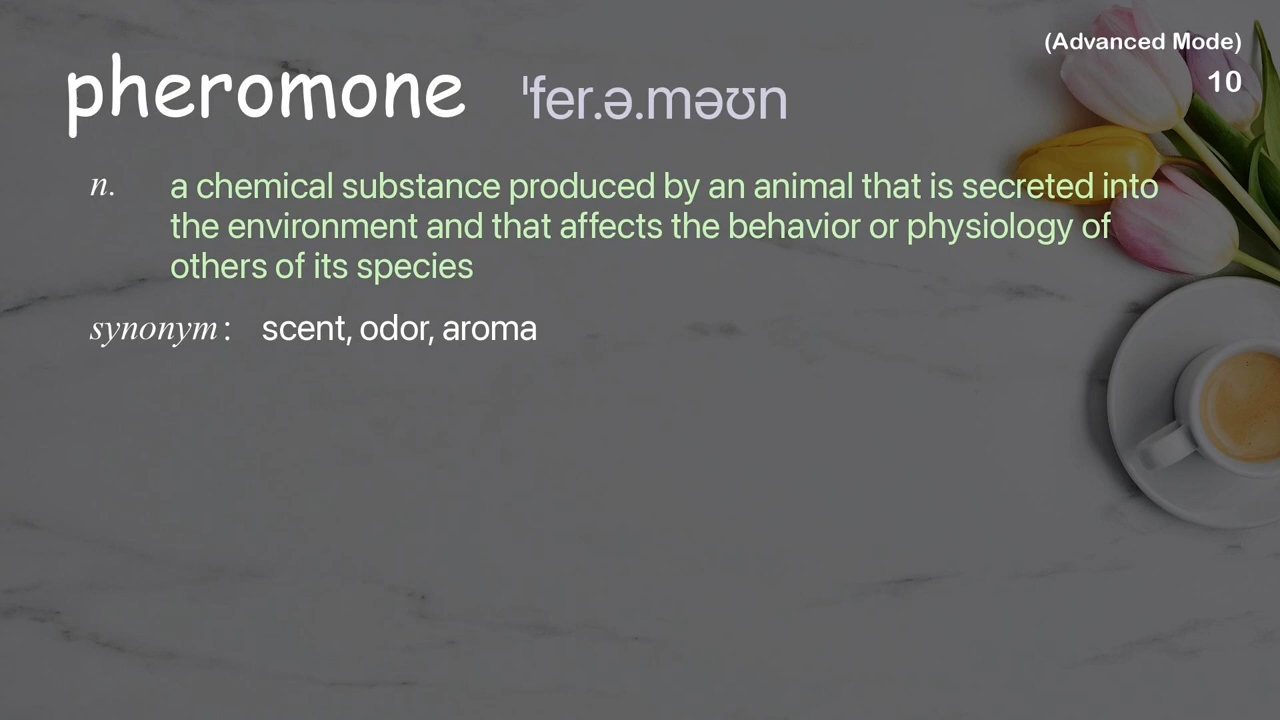 (Advanced Mode)
10
pheromone ˈfer.ə.məʊn
n. a chemical substance produced by an animal that is secreted into
the environment and that affects the behavior or physiology of
others of its species
synonym : scent, odor, aroma